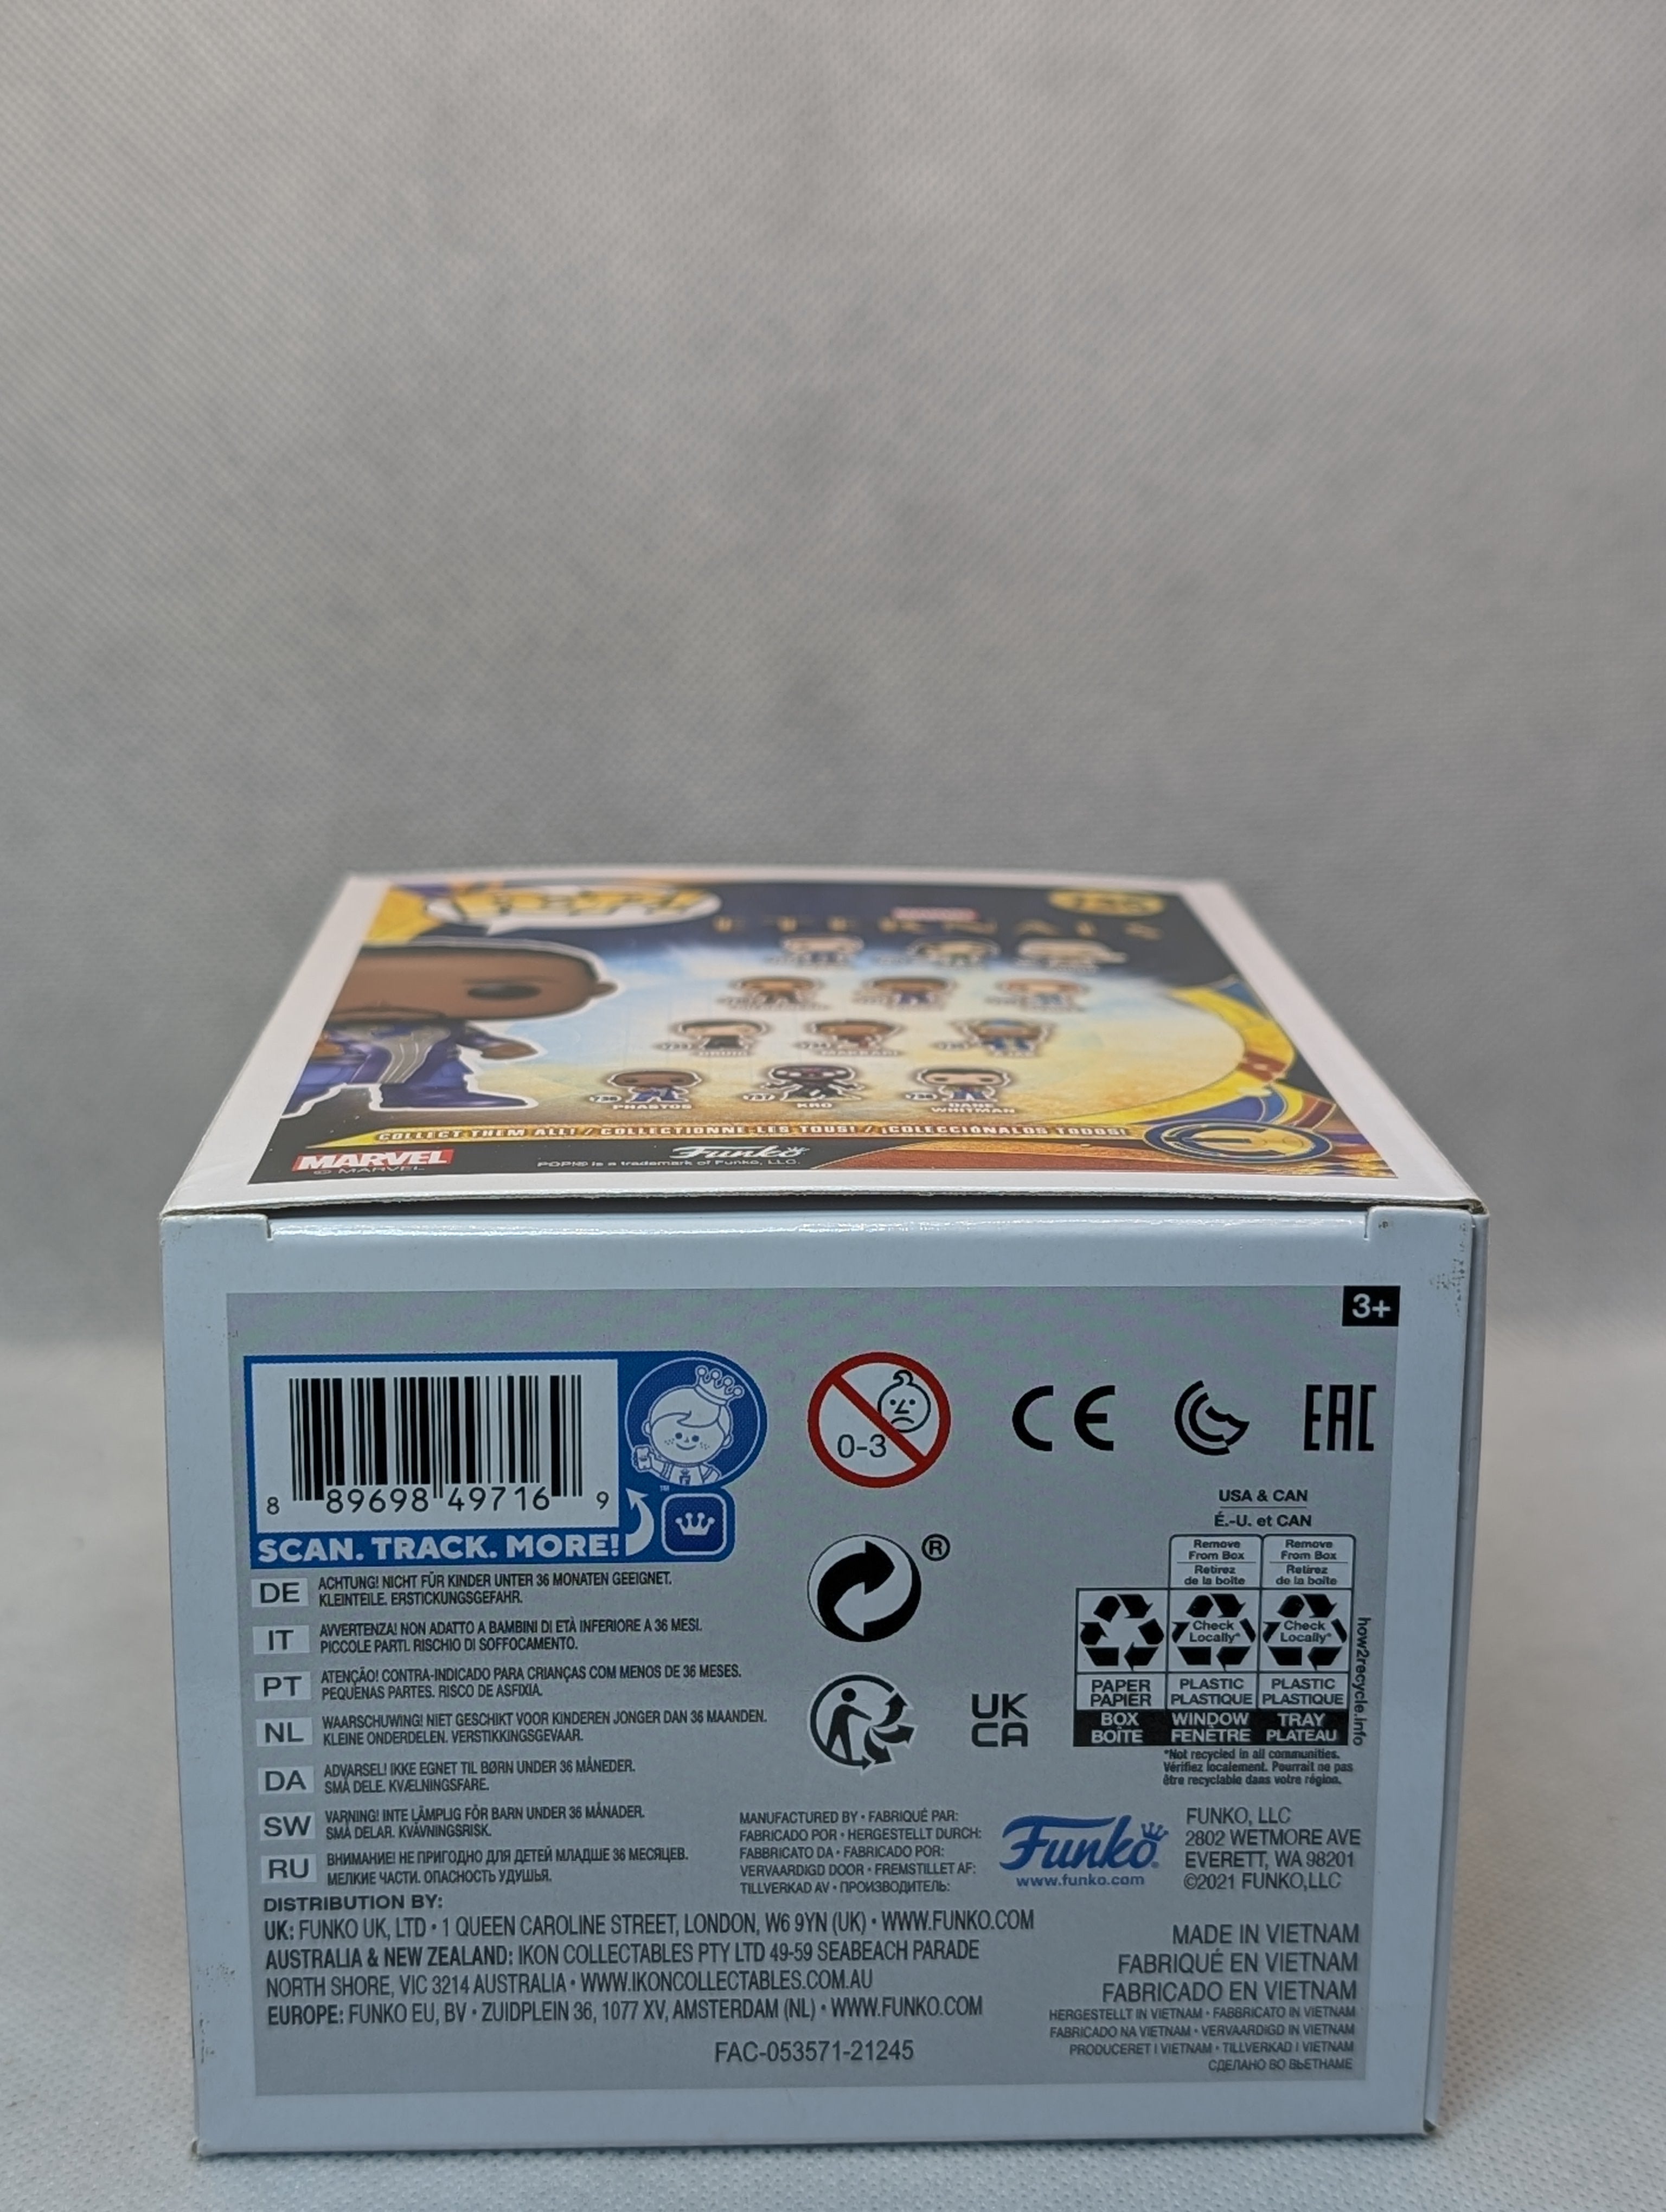 MARVEL
ETERNALS
PHASTOS
KRO
DANE WHITMAN
COLLECT THEM ALL! / COLLECTIONNE-LES TOUS! / ¡COLECCIÓNALOS TODOS!
MARVEL
© MARVEL
Funko
POP!® is a trademark of Funko, LLC.
3+
8 89698 49716 9
SCAN. TRACK. MORE!
™
0-3
CE
EAC
®
USA & CAN
É.-U. et CAN
Remove From Box
Retirez de la boîte
Remove From Box
Retirez de la boîte
Check Locally*
Check Locally*
PAPER
PAPIER
PLASTIC
PLASTIQUE
PLASTIC
PLASTIQUE
BOX
BOÎTE
WINDOW
FENÊTRE
TRAY
PLATEAU
how2recycle.info
*Not recycled in all communities.
Vérifiez localement. Pourrait ne pas
être recyclable dans votre région.
UK
CA
DE ACHTUNG! NICHT FÜR KINDER UNTER 36 MONATEN GEEIGNET.
KLEINTEILE. ERSTICKUNGSGEFAHR.
IT AVVERTENZA! NON ADATTO A BAMBINI DI ETÀ INFERIORE A 36 MESI.
PICCOLE PARTI. RISCHIO DI SOFFOCAMENTO.
PT ATENÇÃO! CONTRA-INDICADO PARA CRIANÇAS COM MENOS DE 36 MESES.
PEQUENAS PARTES. RISCO DE ASFIXIA.
NL WAARSCHUWING! NIET GESCHIKT VOOR KINDEREN JONGER DAN 36 MAANDEN.
KLEINE ONDERDELEN. VERSTIKKINGSGEVAAR.
DA ADVARSEL! IKKE EGNET TIL BØRN UNDER 36 MÅNEDER.
SMÅ DELE. KVÆLNINGSFARE.
SW VARNING! INTE LÄMPLIG FÖR BARN UNDER 36 MÅNADER.
SMÅ DELAR. KVÄVNINGSRISK.
RU ВНИМАНИЕ! НЕ ПРИГОДНО ДЛЯ ДЕТЕЙ МЛАДШЕ 36 МЕСЯЦЕВ.
МЕЛКИЕ ЧАСТИ. ОПАСНОСТЬ УДУШЬЯ.
MANUFACTURED BY • FABRIQUÉ PAR:
FABRICADO POR • HERGESTELLT DURCH:
FABBRICATO DA • FABRICADO POR:
VERVAARDIGD DOOR • FREMSTILLET AF:
TILLVERKAD AV • ПРОИЗВОДИТЕЛЬ:
Funko
www.funko.com
FUNKO, LLC
2802 WETMORE AVE
EVERETT, WA 98201
©2021 FUNKO,LLC
DISTRIBUTION BY:
UK: FUNKO UK, LTD • 1 QUEEN CAROLINE STREET, LONDON, W6 9YN (UK) • WWW.FUNKO.COM
AUSTRALIA & NEW ZEALAND: IKON COLLECTABLES PTY LTD 49-59 SEABEACH PARADE
NORTH SHORE, VIC 3214 AUSTRALIA • WWW.IKONCOLLECTABLES.COM.AU
EUROPE: FUNKO EU, BV • ZUIDPLEIN 36, 1077 XV, AMSTERDAM (NL) • WWW.FUNKO.COM
MADE IN VIETNAM
FABRIQUÉ EN VIETNAM
FABRICADO EN VIETNAM
HERGESTELLT IN VIETNAM • FABBRICATO IN VIETNAM
FABRICADO NA VIETNAM • VERVAARDIGD IN VIETNAM
PRODUCERET I VIETNAM • TILLVERKAD I VIETNAM
СДЕЛАНО ВО ВЬЕТНАМЕ
FAC-053571-21245